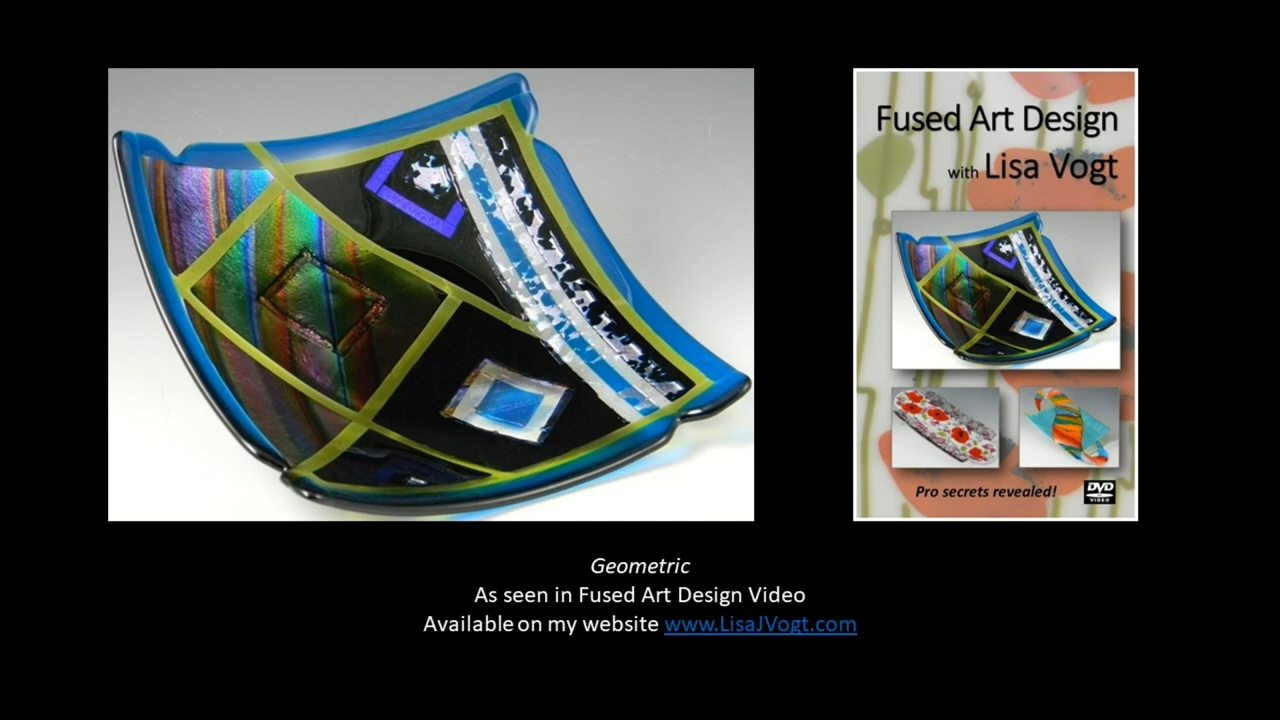 Fused Art Design
with Lisa Vogt
Pro secrets revealed!
DVD
VIDEO
Geometric
As seen in Fused Art Design Video
Available on my website www.LisaJVogt.com